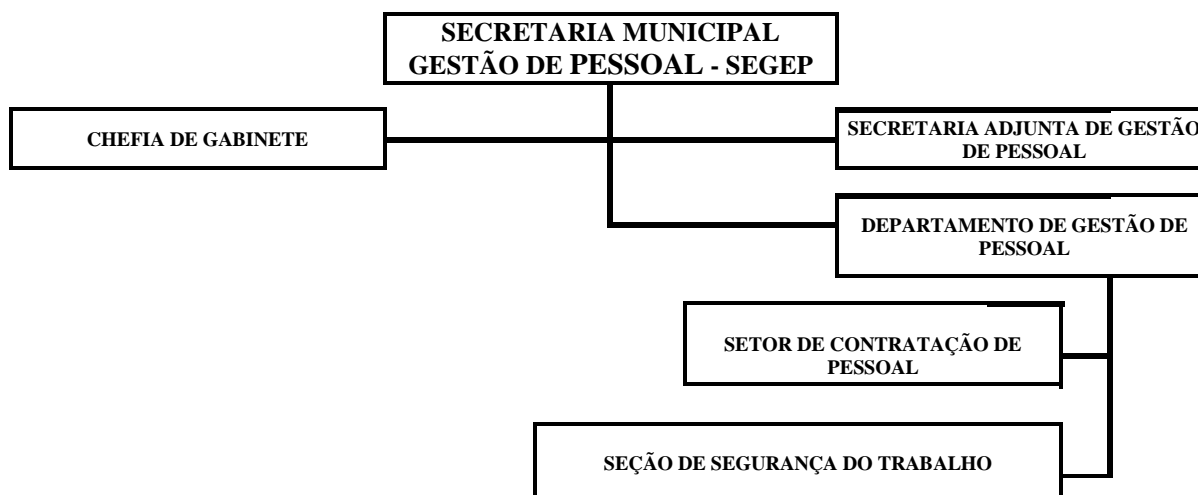 SECRETARIA MUNICIPAL
GESTÃO DE PESSOAL - SEGEP
CHEFIA DE GABINETE
SECRETARIA ADJUNTA DE GESTÃO
DE PESSOAL
DEPARTAMENTO DE GESTÃO DE
PESSOAL
SETOR DE CONTRATAÇÃO DE
PESSOAL
SEÇÃO DE SEGURANÇA DO TRABALHO